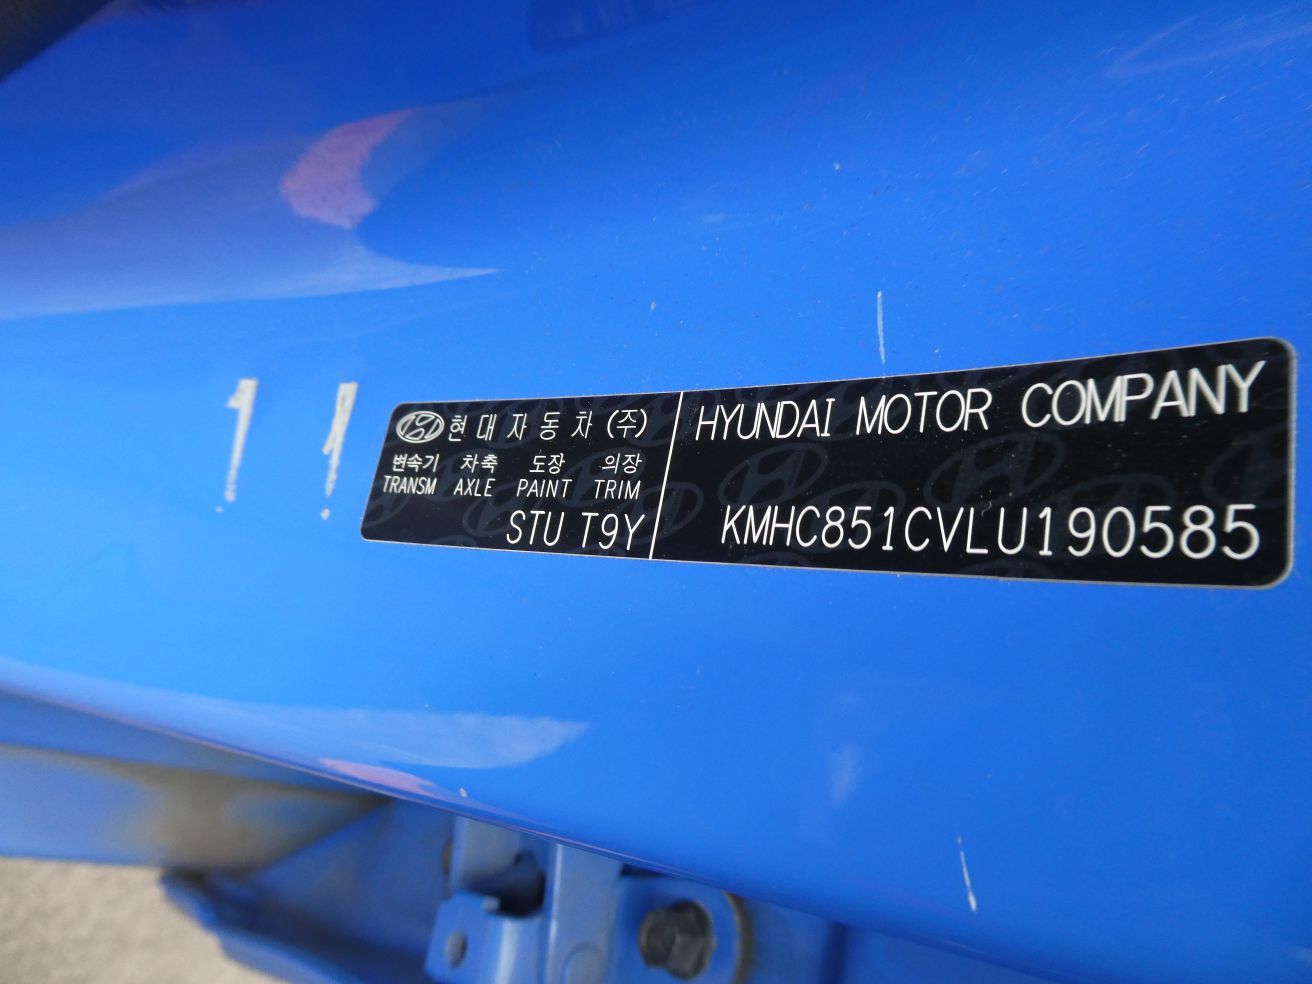 현대자동차(주)
변속기 차축 도장 의장
TRANSM AXLE PAINT TRIM
STU T9Y
HYUNDAI MOTOR COMPANY
KMHC851CVLU190585